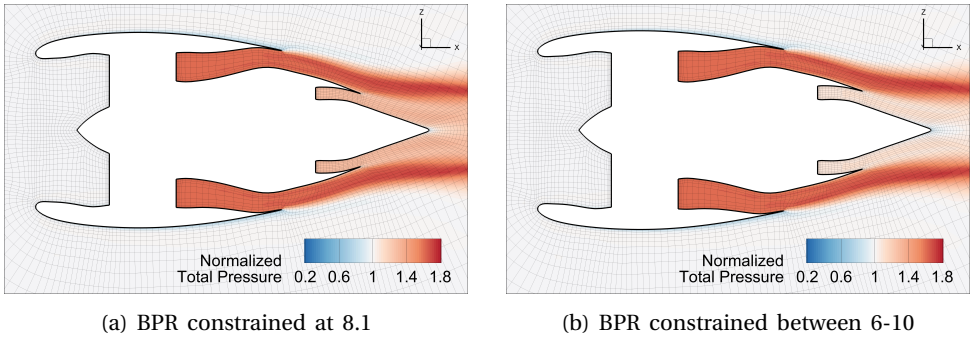 z
x
Normalized
Total Pressure
0.2 0.6 1 1.4 1.8
(a) BPR constrained at 8.1
z
x
Normalized
Total Pressure
0.2 0.6 1 1.4 1.8
(b) BPR constrained between 6-10